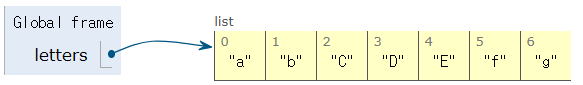 Global frame
letters
list
0 1 2 3 4 5 6
"a" "b" "C" "D" "E" "f" "g"